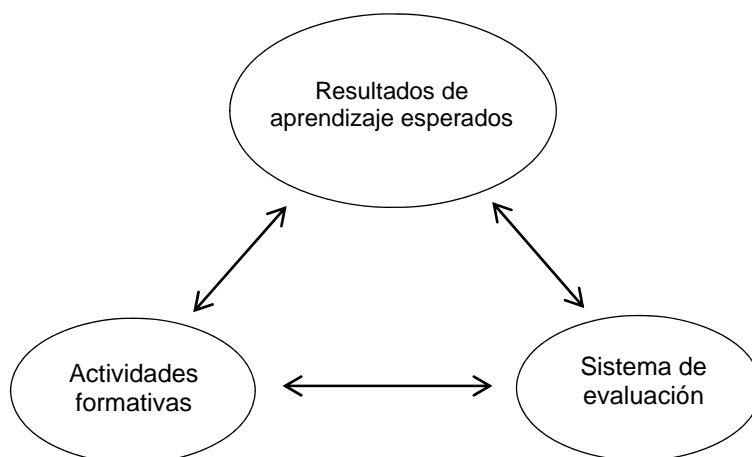 Resultados de
aprendizaje esperados
Actividades
formativas
Sistema de
evaluación